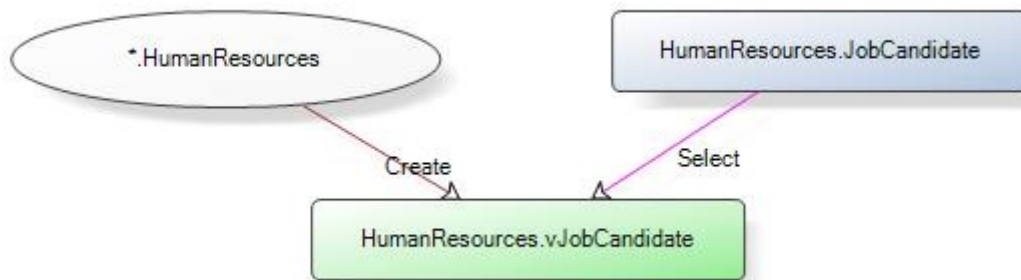 *.HumanResources
HumanResources.JobCandidate
Create
Select
HumanResources.vJobCandidate